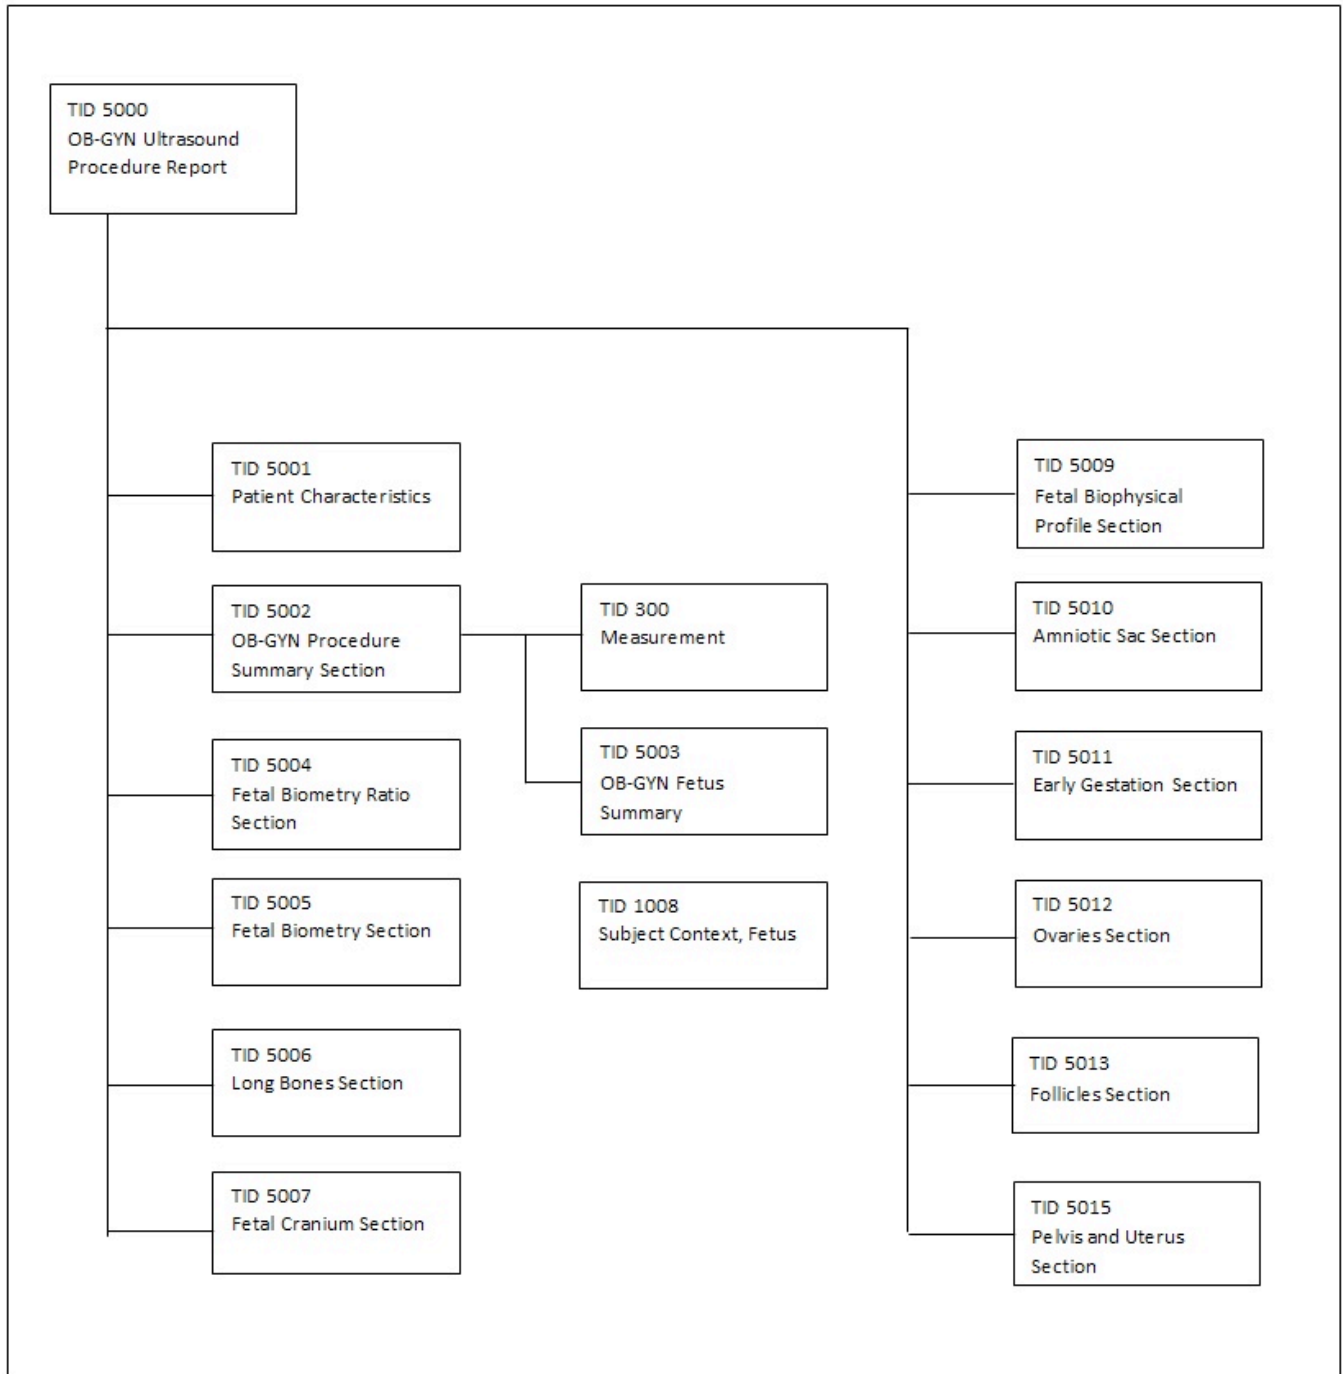 TID 5000
OB-GYN Ultrasound
Procedure Report
TID 5001
Patient Characteristics
TID 5002
OB-GYN Procedure
Summary Section
TID 5004
Fetal Biometry Ratio
Section
TID 5005
Fetal Biometry Section
TID 5006
Long Bones Section
TID 5007
Fetal Cranium Section
TID 300
Measurement
TID 5003
OB-GYN Fetus
Summary
TID 1008
Subject Context, Fetus
TID 5009
Fetal Biophysical
Profile Section
TID 5010
Amniotic Sac Section
TID 5011
Early Gestation Section
TID 5012
Ovaries Section
TID 5013
Follicles Section
TID 5015
Pelvis and Uterus
Section